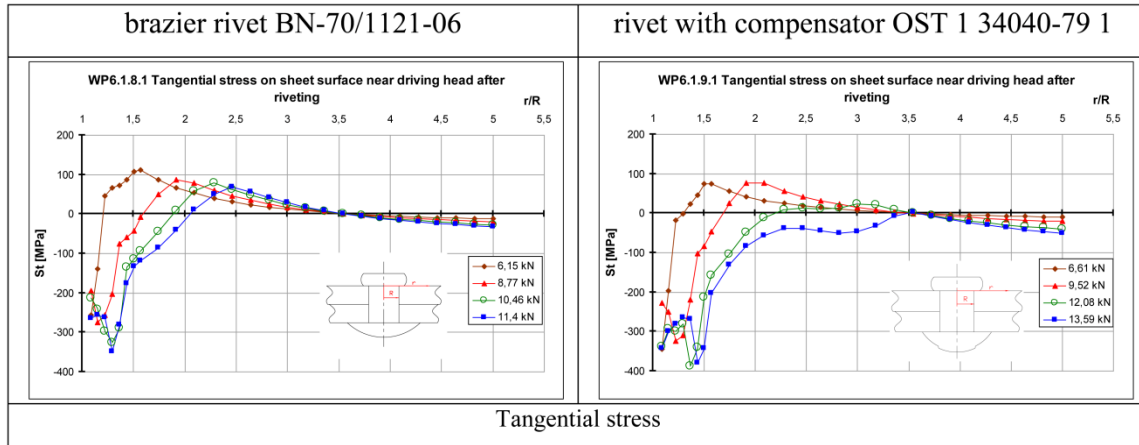 brazier rivet BN-70/1121-06
rivet with compensator OST 1 34040-79 1
WP6.1.8.1 Tangential stress on sheet surface near driving head after
riveting
r/R
1 1,5 2 2,5 3 3,5 4 4,5 5 5,5
200
100
0
-100
-200
-300
-400
St [MPa]
6,15 kN
8,77 kN
10,46 kN
11,4 kN
R
r
WP6.1.9.1 Tangential stress on sheet surface near driving head after
riveting
r/R
1 1,5 2 2,5 3 3,5 4 4,5 5 5,5
200
100
0
-100
-200
-300
-400
St [MPa]
6,61 kN
9,52 kN
12,08 kN
13,59 kN
R
r
Tangential stress